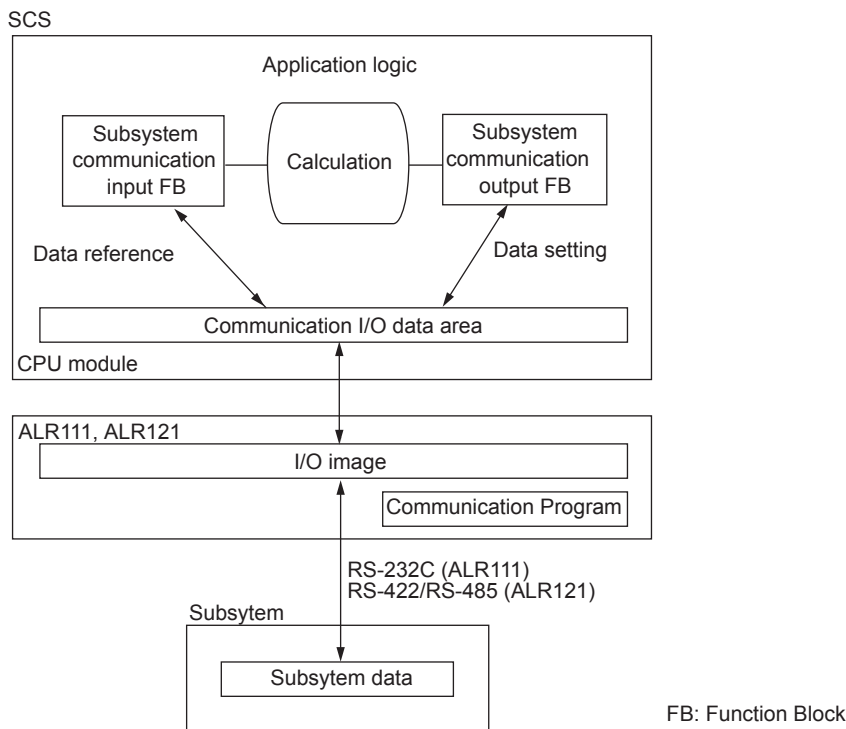 SCS
Application logic
Subsystem
communication
input FB
Calculation
Subsystem
communication
output FB
Data reference
Data setting
Communication I/O data area
CPU module
ALR111, ALR121
I/O image
Communication Program
RS-232C (ALR111)
RS-422/RS-485 (ALR121)
Subsytem
Subsytem data
FB: Function Block